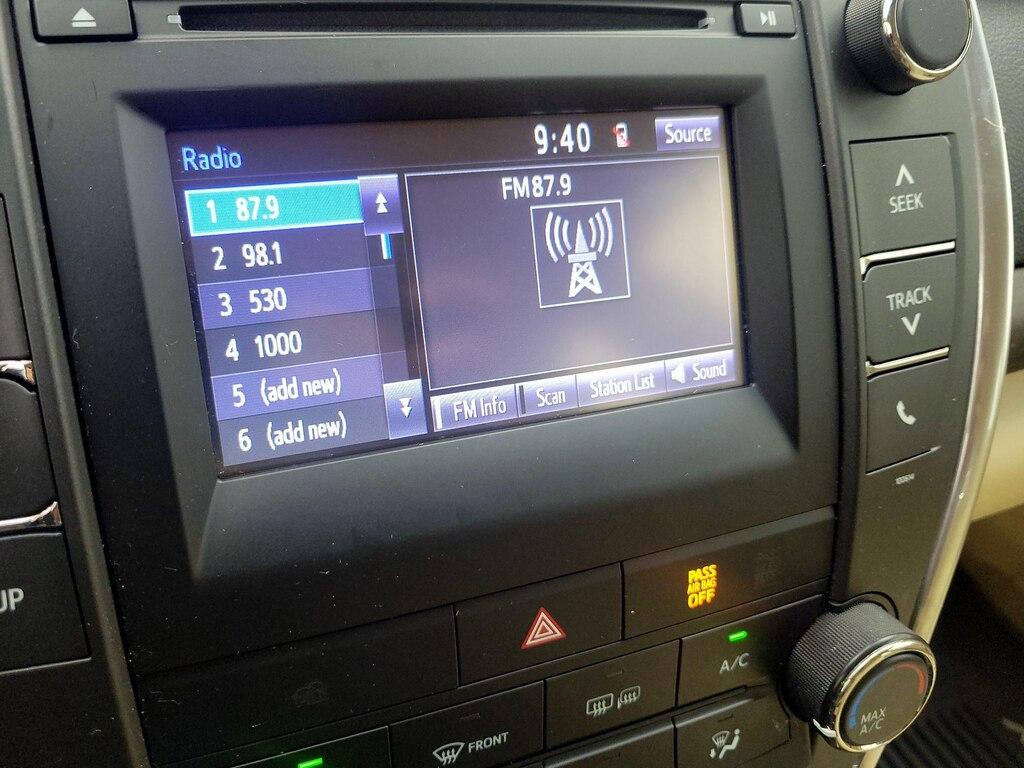 Radio
9:40
Source
1 87.9
2 98.1
3 530
4 1000
5 (add new)
6 (add new)
FM87.9
FM Info
Scan
Station List
Sound
SEEK
TRACK
UP
PASS
AIR BAG
OFF
A/C
FRONT
MAX
A/C